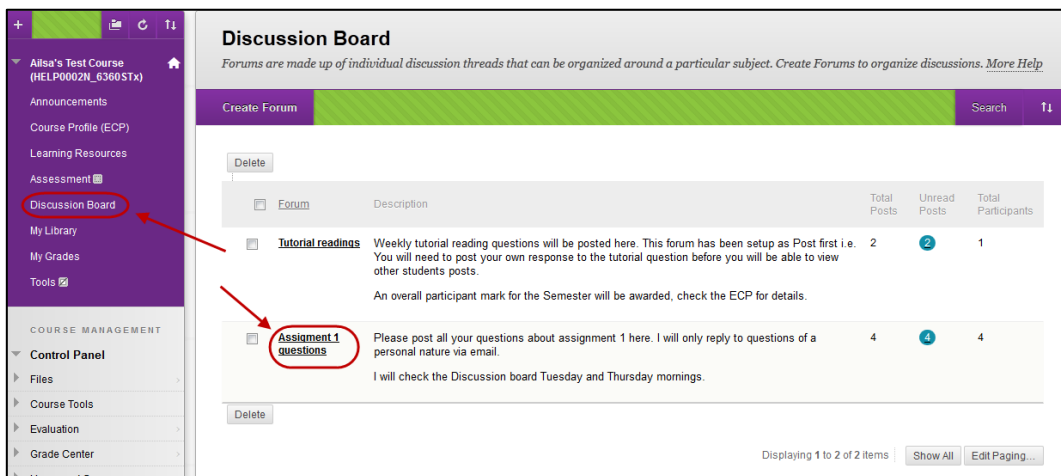 Ailsa's Test Course
(HELP0002N_6360STx)
Announcements
Course Profile (ECP)
Learning Resources
Assessment
Discussion Board
My Library
My Grades
Tools
COURSE MANAGEMENT
Control Panel
Files
Course Tools
Evaluation
Grade Center
Discussion Board
Forums are made up of individual discussion threads that can be organized around a particular subject. Create Forums to organize discussions. More Help
Create Forum
Search
Delete
Forum Description Total Posts Unread Posts Total Participants
Tutorial readings
Weekly tutorial reading questions will be posted here. This forum has been setup as Post first i.e.
You will need to post your own response to the tutorial question before you will be able to view
other students posts.
An overall participant mark for the Semester will be awarded, check the ECP for details.
2 2 1
Assigment 1
questions
Please post all your questions about assignment 1 here. I will only reply to questions of a
personal nature via email.
I will check the Discussion board Tuesday and Thursday mornings.
4 4 4
Delete
Displaying 1 to 2 of 2 items Show All Edit Paging...